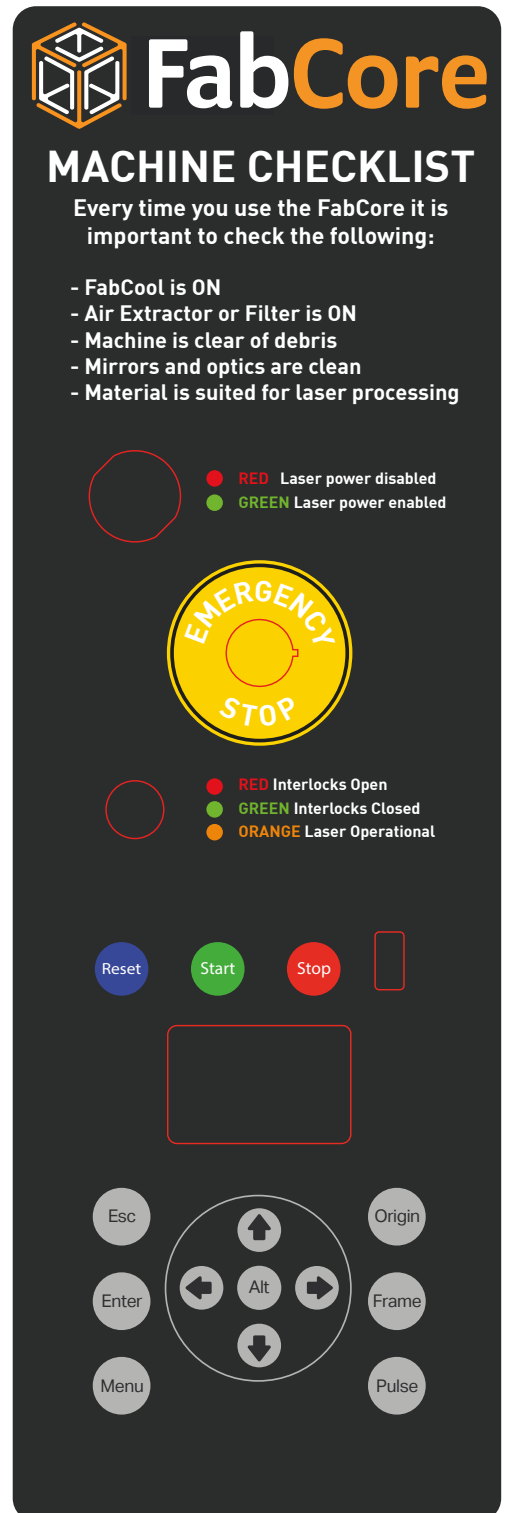 FabCore
MACHINE CHECKLIST
Every time you use the FabCore it is
important to check the following:
- FabCool is ON
- Air Extractor or Filter is ON
- Machine is clear of debris
- Mirrors and optics are clean
- Material is suited for laser processing
RED Laser power disabled
GREEN Laser power enabled
EMERGENCY
STOP
RED Interlocks Open
GREEN Interlocks Closed
ORANGE Laser Operational
Reset Start Stop
Esc Origin
Enter Alt Frame
Menu Pulse